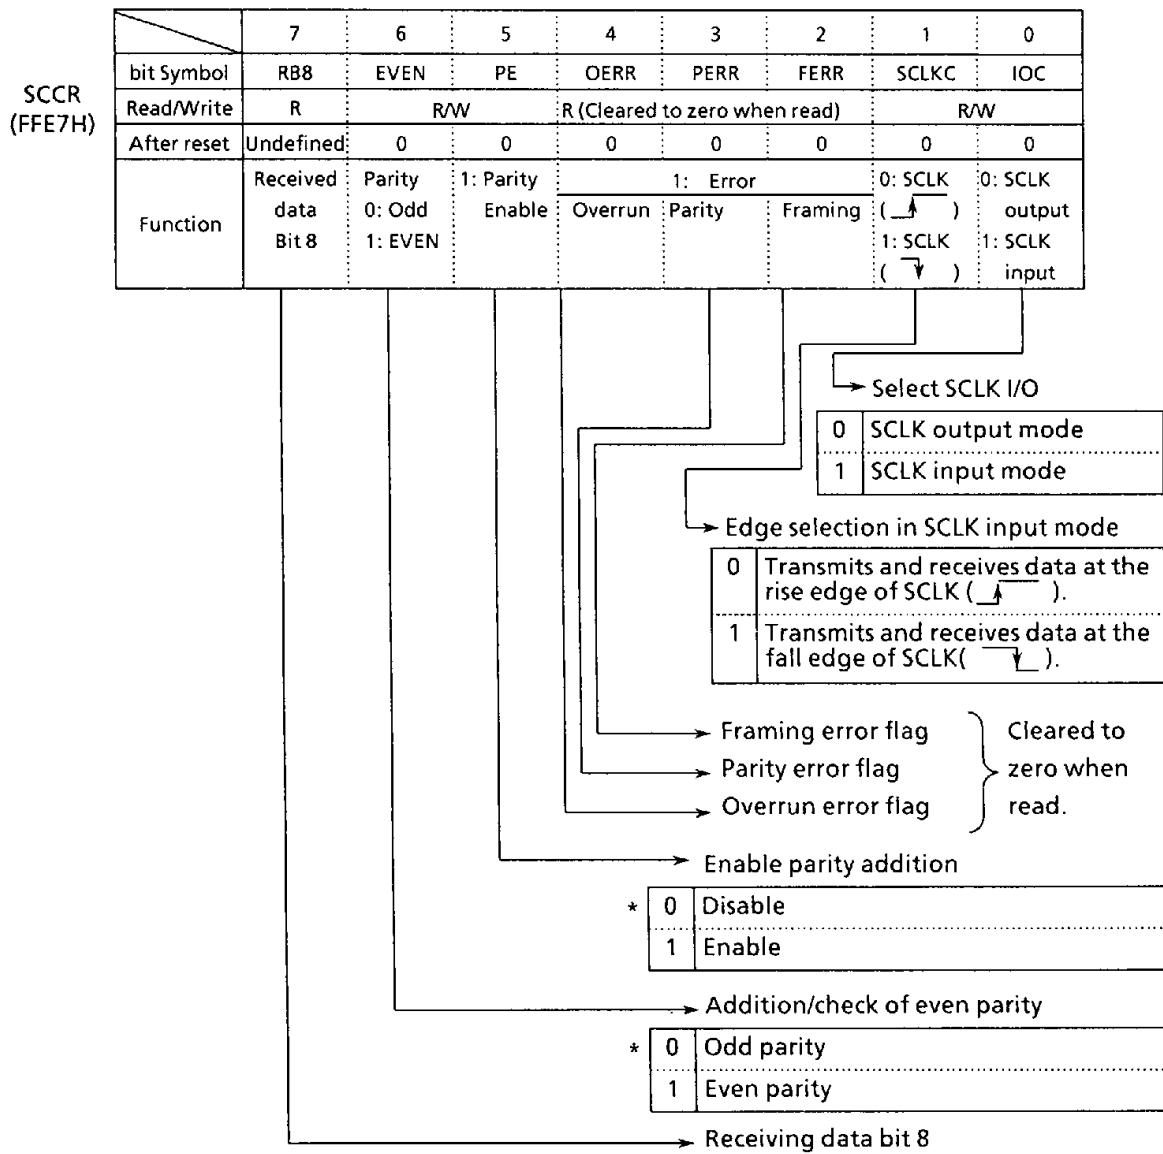 7 6 5 4 3 2 1 0
SCCR
(FFE7H)
bit Symbol RB8 EVEN PE OERR PERR FERR SCLKC IOC
Read/Write R R/W R (Cleared to zero when read) R/W
After reset Undefined 0 0 0 0 0 0 0
Function
Received data Bit 8
Parity
0: Odd
1: EVEN
1: Parity Enable
1: Error
Overrun Parity Framing
0: SCLK
( )
1: SCLK
( )
0: SCLK output
1: SCLK input
Select SCLK I/O
0 SCLK output mode
1 SCLK input mode
Edge selection in SCLK input mode
0 Transmits and receives data at the
rise edge of SCLK ( ).
1 Transmits and receives data at the
fall edge of SCLK( ).
Framing error flag
Parity error flag
Overrun error flag
Cleared to
zero when
read.
Enable parity addition
* 0 Disable
1 Enable
Addition/check of even parity
* 0 Odd parity
1 Even parity
Receiving data bit 8